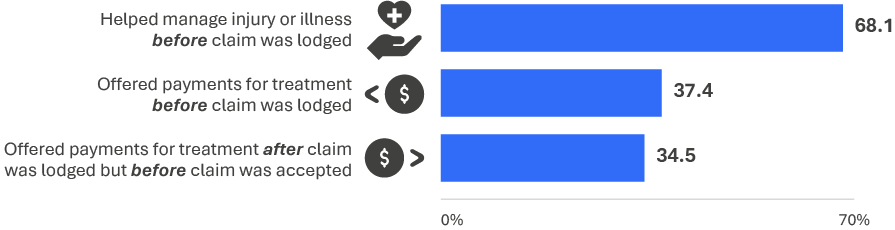 Helped manage injury or illness
before claim was lodged
68.1
Offered payments for treatment
before claim was lodged
< $
37.4
Offered payments for treatment after claim
was lodged but before claim was accepted
$ >
34.5
0% 70%